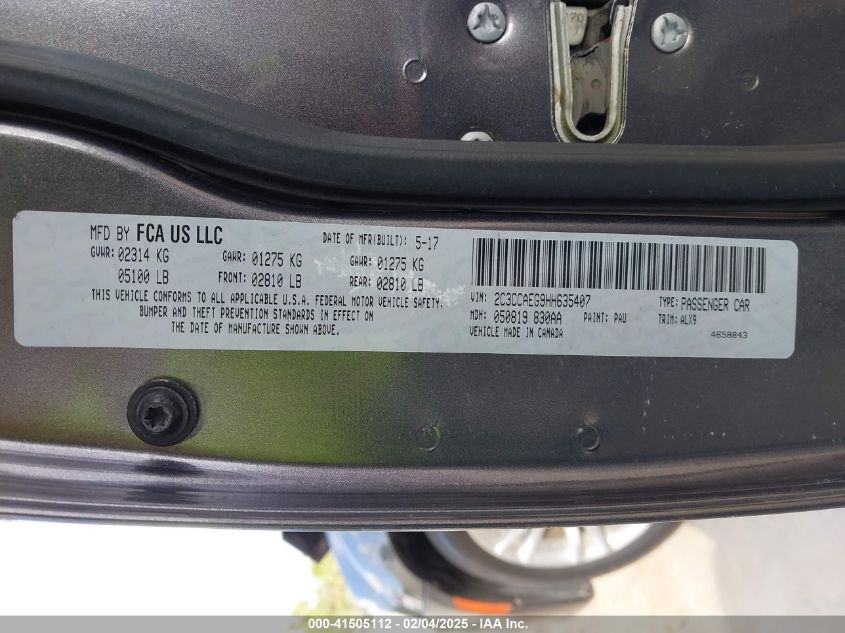 MFD BY FCA US LLC DATE OF MFR(BUILT): 5-17
GVWR: 02314 KG GAWR: 01275 KG GAWR: 01275 KG
05100 LB FRONT: 02810 LB REAR: 02810 LB
THIS VEHICLE CONFORMS TO ALL APPLICABLE U.S.A. FEDERAL MOTOR VEHICLE SAFETY,
BUMPER AND THEFT PREVENTION STANDARDS IN EFFECT ON
THE DATE OF MANUFACTURE SHOWN ABOVE.
VIN: 2C3CCAEG9HH635407 TYPE: PASSENGER CAR
MDH: 050819 830AA PAINT: PAU TRIM: ALX9
VEHICLE MADE IN CANADA 4658843
000-41505112 - 02/04/2025 - IAA Inc.